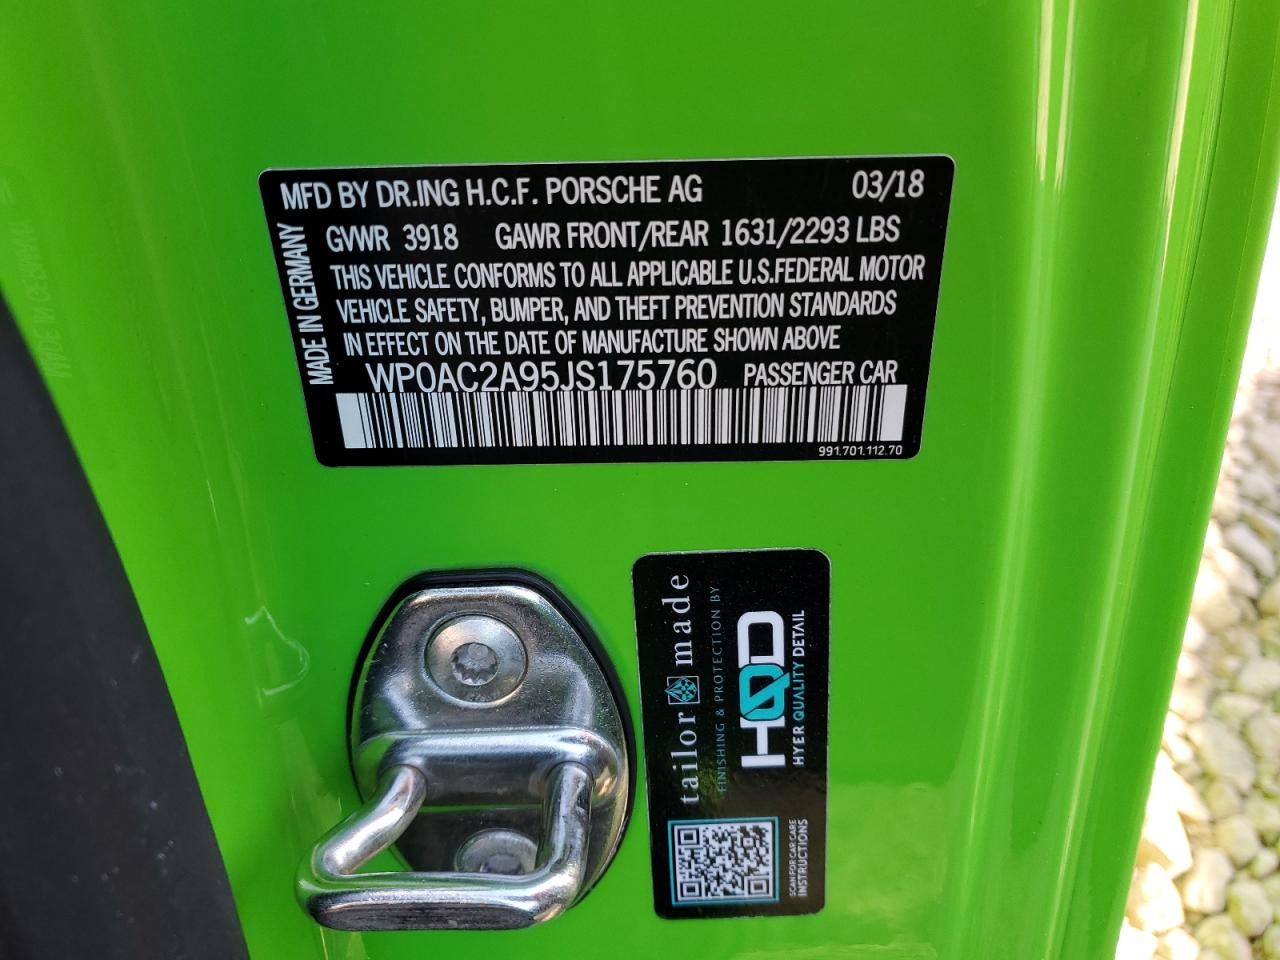 MFD BY DR.ING H.C.F. PORSCHE AG 03/18
MADE IN GERMANY
GVWR 3918 GAWR FRONT/REAR 1631/2293 LBS
THIS VEHICLE CONFORMS TO ALL APPLICABLE U.S.FEDERAL MOTOR
VEHICLE SAFETY, BUMPER, AND THEFT PREVENTION STANDARDS
IN EFFECT ON THE DATE OF MANUFACTURE SHOWN ABOVE
WP0AC2A95JS175760 PASSENGER CAR
991.701.112.70
tailor made
FINISHING & PROTECTION BY
HQD
HYER QUALITY DETAIL
SCAN FOR CAR CARE
INSTRUCTIONS